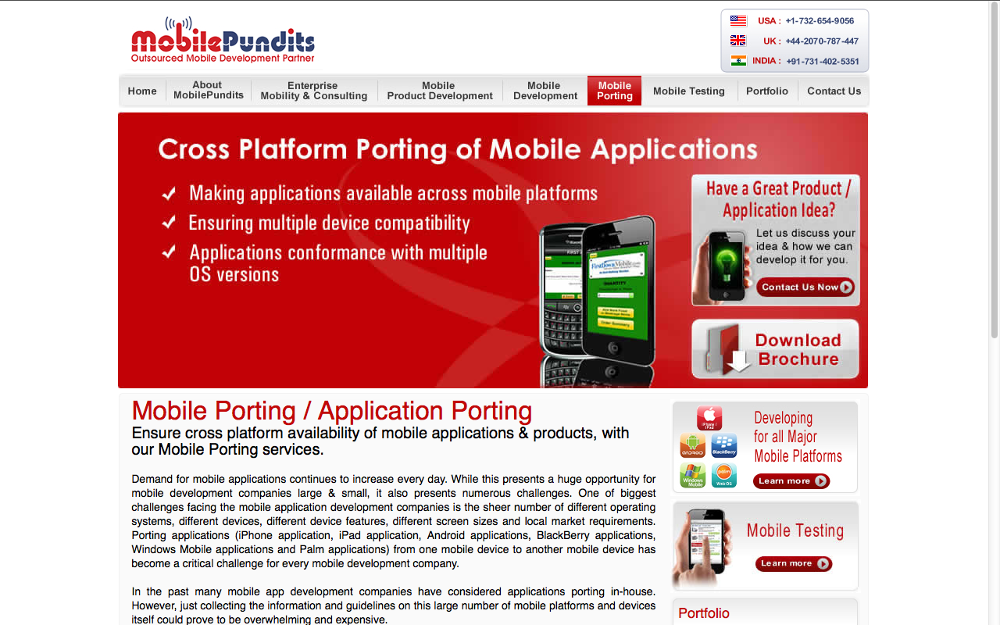 MobilePundits
Outsourced Mobile Development Partner
USA : +1-732-654-9056
UK : +44-2070-787-447
INDIA : +91-731-402-5351
Home
About
MobilePundits
Enterprise
Mobility & Consulting
Mobile
Product Development
Mobile
Development
Mobile
Porting
Mobile Testing
Portfolio
Contact Us
Cross Platform Porting of Mobile Applications
Making applications available across mobile platforms
Ensuring multiple device compatibility
Applications conformance with multiple
OS versions
Have a Great Product /
Application Idea?
Let us discuss your
idea & how we can
develop it for you.
Contact Us Now
Download
Brochure
Mobile Porting / Application Porting
Ensure cross platform availability of mobile applications & products, with
our Mobile Porting services.
Demand for mobile applications continues to increase every day. While this presents a huge opportunity for
mobile development companies large & small, it also presents numerous challenges. One of biggest
challenges facing the mobile application development companies is the sheer number of different operating
systems, different devices, different device features, different screen sizes and local market requirements.
Porting applications (iPhone application, iPad application, Android applications, BlackBerry applications,
Windows Mobile applications and Palm applications) from one mobile device to another mobile device has
become a critical challenge for every mobile development company.
In the past many mobile app development companies have considered applications porting in-house.
However, just collecting the information and guidelines on this large number of mobile platforms and devices
itself could prove to be overwhelming and expensive.
iPhone /
iPad
ANDROID
BlackBerry
Windows
Mobile
palm
Web OS
Developing
for all Major
Mobile Platforms
Learn more
Mobile Testing
Learn more
Portfolio